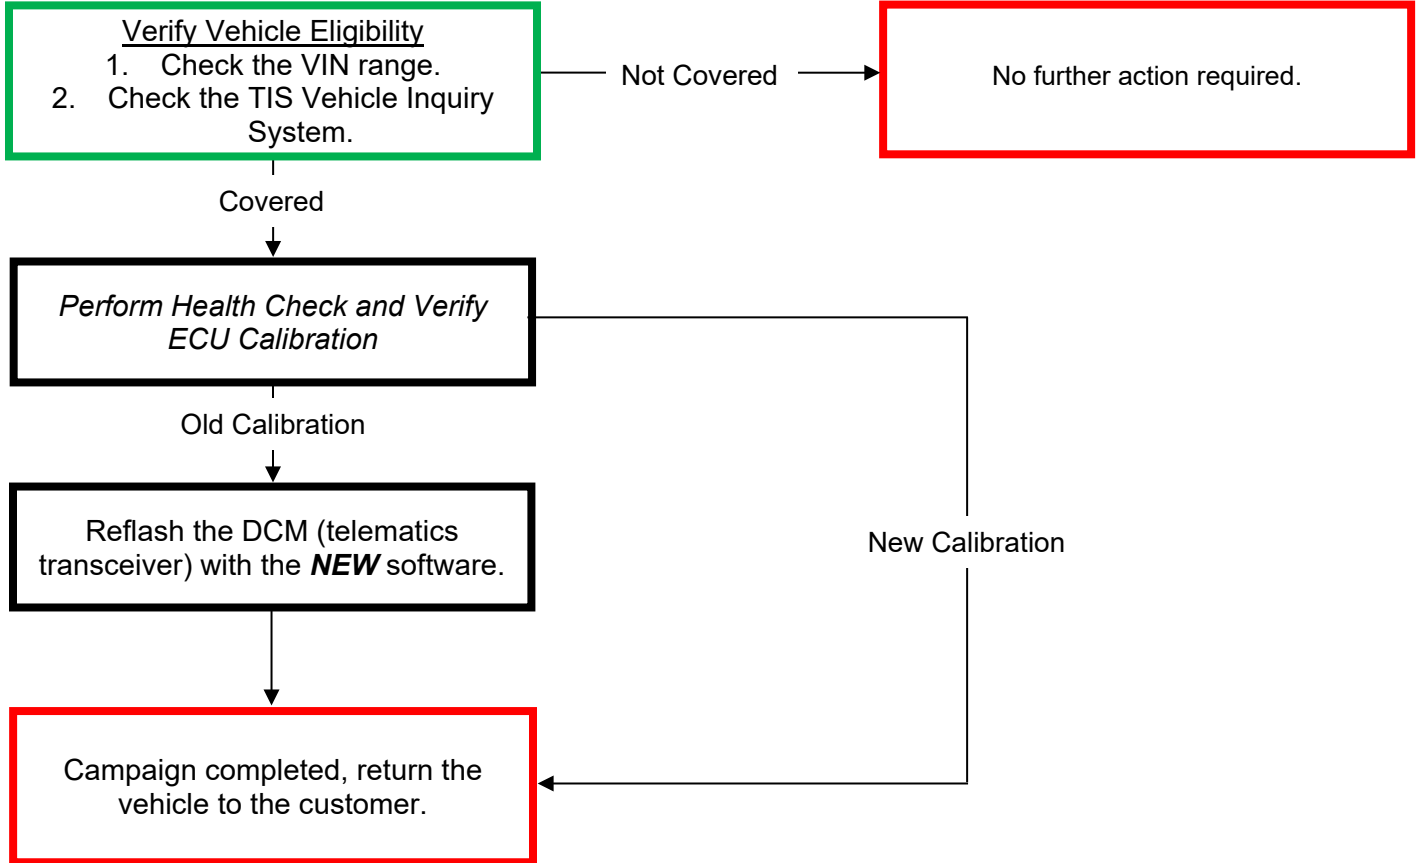 Verify Vehicle Eligibility
1. Check the VIN range.
2. Check the TIS Vehicle Inquiry
System.
Not Covered
No further action required.
Covered
Perform Health Check and Verify
ECU Calibration
Old Calibration
Reflash the DCM (telematics
transceiver) with the NEW software.
New Calibration
Campaign completed, return the
vehicle to the customer.